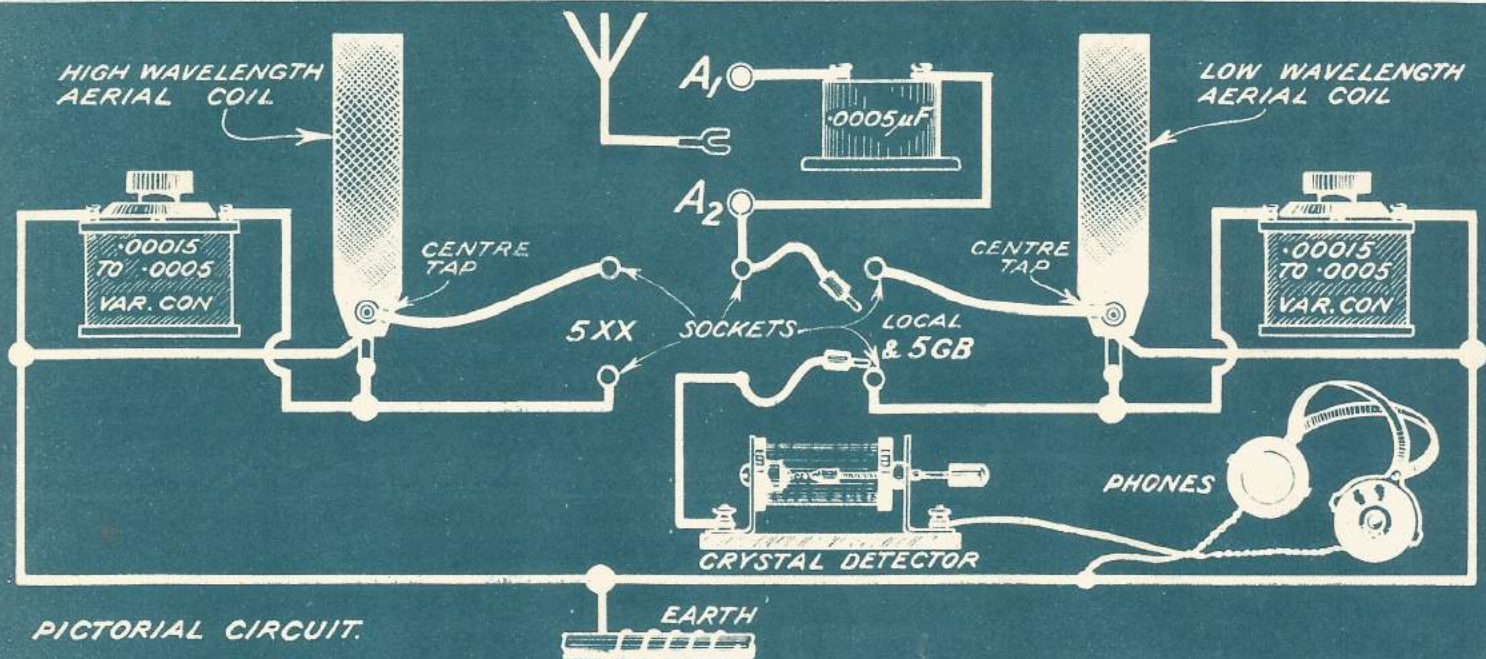 HIGH WAVELENGTH
AERIAL COIL
A1
.0005µF
LOW WAVELENGTH
AERIAL COIL
A2
.00015
TO .0005
VAR. CON
CENTRE
TAP
CENTRE
TAP
.00015
TO .0005
VAR. CON
5XX
SOCKETS
LOCAL
& 5GB
PHONES
CRYSTAL DETECTOR
EARTH
PICTORIAL CIRCUIT.